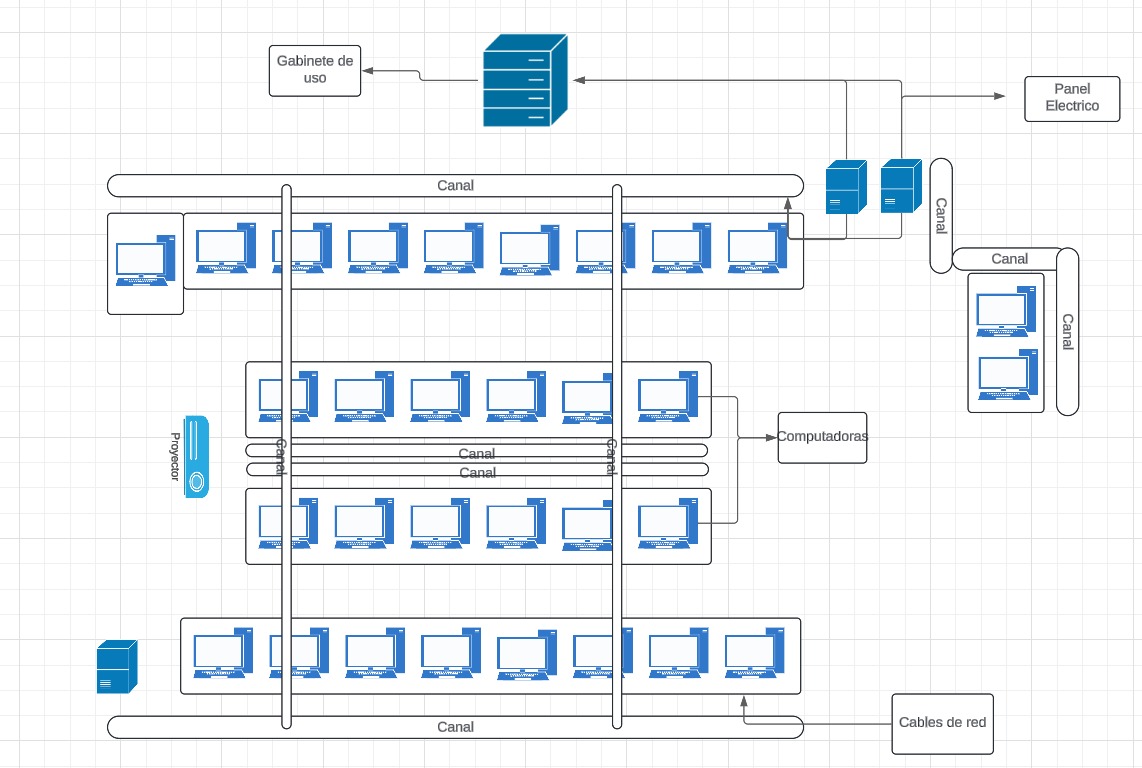 Gabinete de
uso
Panel
Electrico
Canal
Canal
Canal
Canal
Computadoras
Proyector
Canal
Canal
Canal
Canal
Cables de red
Canal